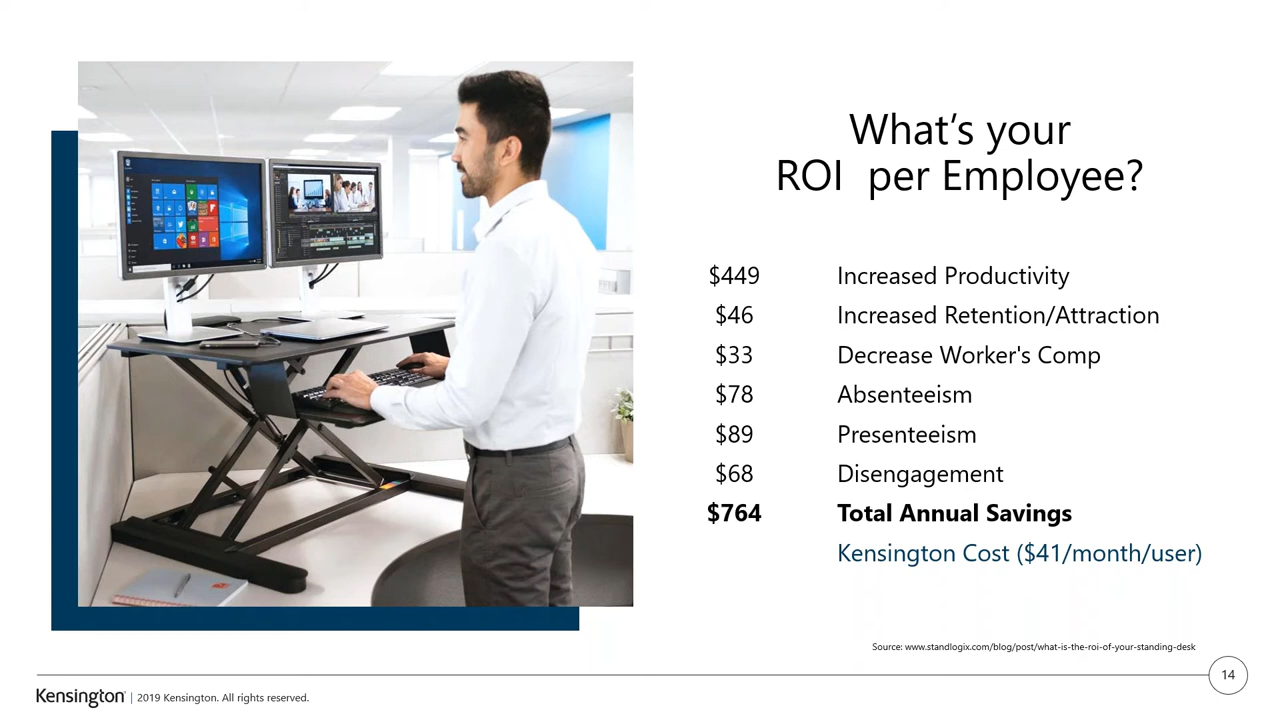 What's your
ROI  per Employee?
$449 Increased Productivity
$46 Increased Retention/Attraction
$33 Decrease Worker's Comp
$78 Absenteeism
$89 Presenteeism
$68 Disengagement
$764 Total Annual Savings
Kensington Cost ($41/month/user)
Source: www.standlogix.com/blog/post/what-is-the-roi-of-your-standing-desk
14
Kensington | 2019 Kensington. All rights reserved.